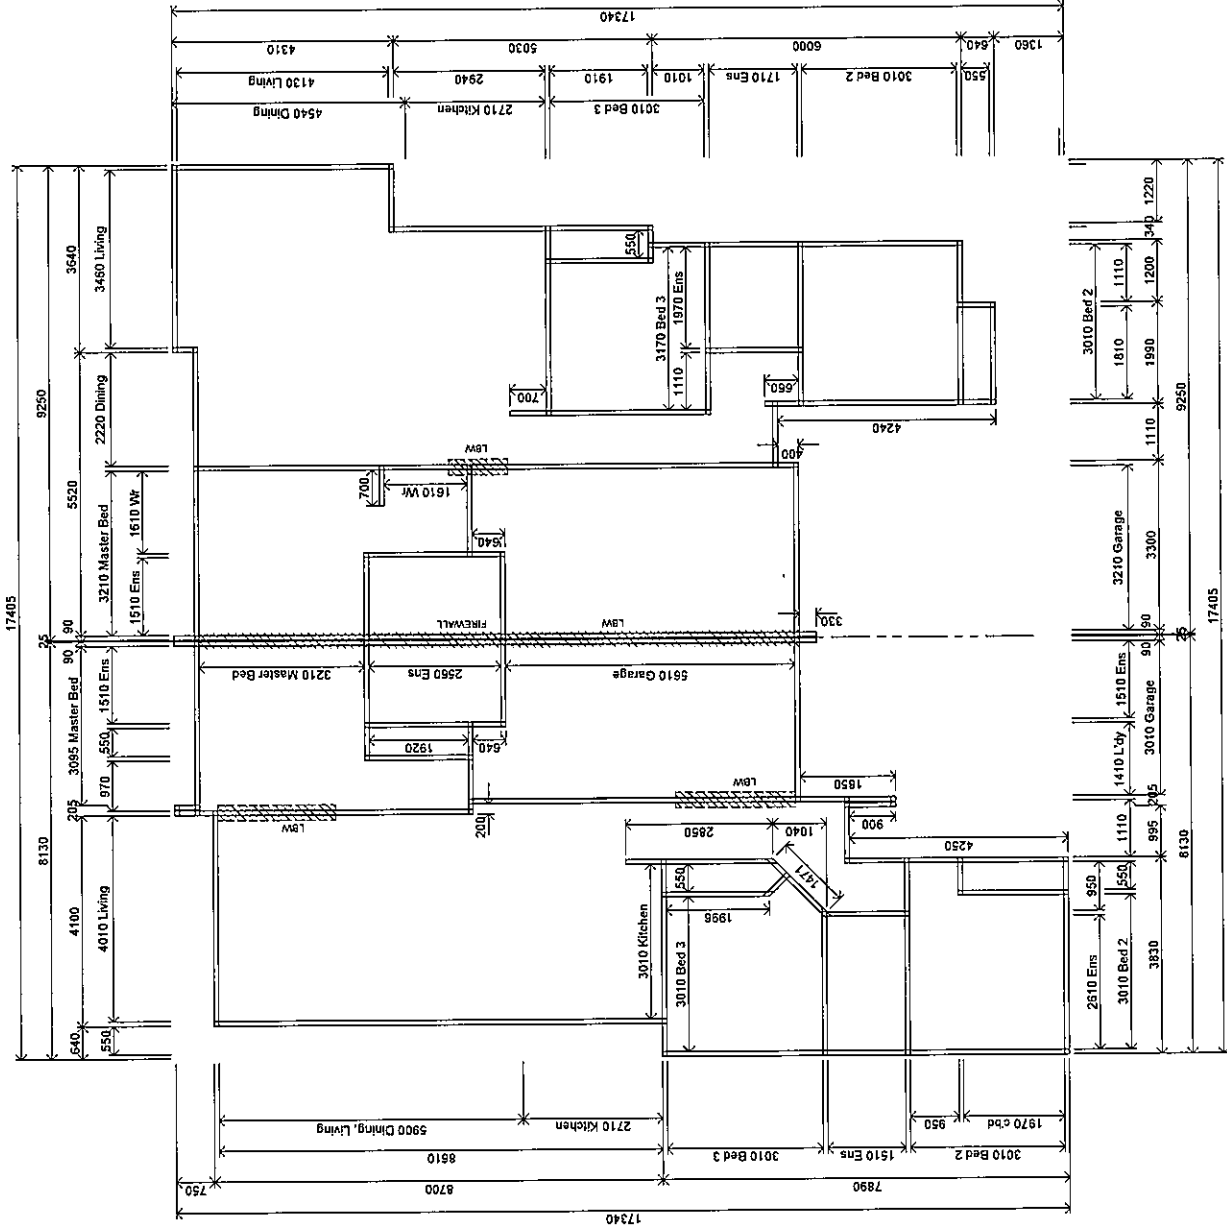 17340
4310
5030
6000
640
1360
4130 Living
2940
1910
1010
1710 Ens
3010 Bed 2
550
4540 Dining
2710 Kitchen
3010 Bed 3
17405
9250
25
8130
3640
5520
90
90
3095 Master Bed
205
4100
640
3460 Living
2220 Dining
3210 Master Bed
1510 Ens
550
970
4010 Living
550
1610 Wr
1510 Ens
550
3170 Bed 3
1970 Ens
1110
700
660
4240
400
LBW
700
1610 Wr
640
FIREWALL
LBW
330
3210 Master Bed
2560 Ens
5610 Garage
1920
640
LBW
200
LBW
1650
900
4250
2850
1040
1471
550
1996
3010 Kitchen
3010 Bed 3
1220
340
1200
1990
1110
3300
90
25
90
3010 Garage
205
995
3830
1110
1810
3010 Bed 2
3210 Garage
1510 Ens
1410 L'dy
1110
550
950
2610 Ens
3010 Bed 2
9250
25
8130
17405
5900 Dining, Living
2710 Kitchen
950
1970 c'bd
8610
3010 Bed 3
1510 Ens
3010 Bed 2
750
8700
7890
17340